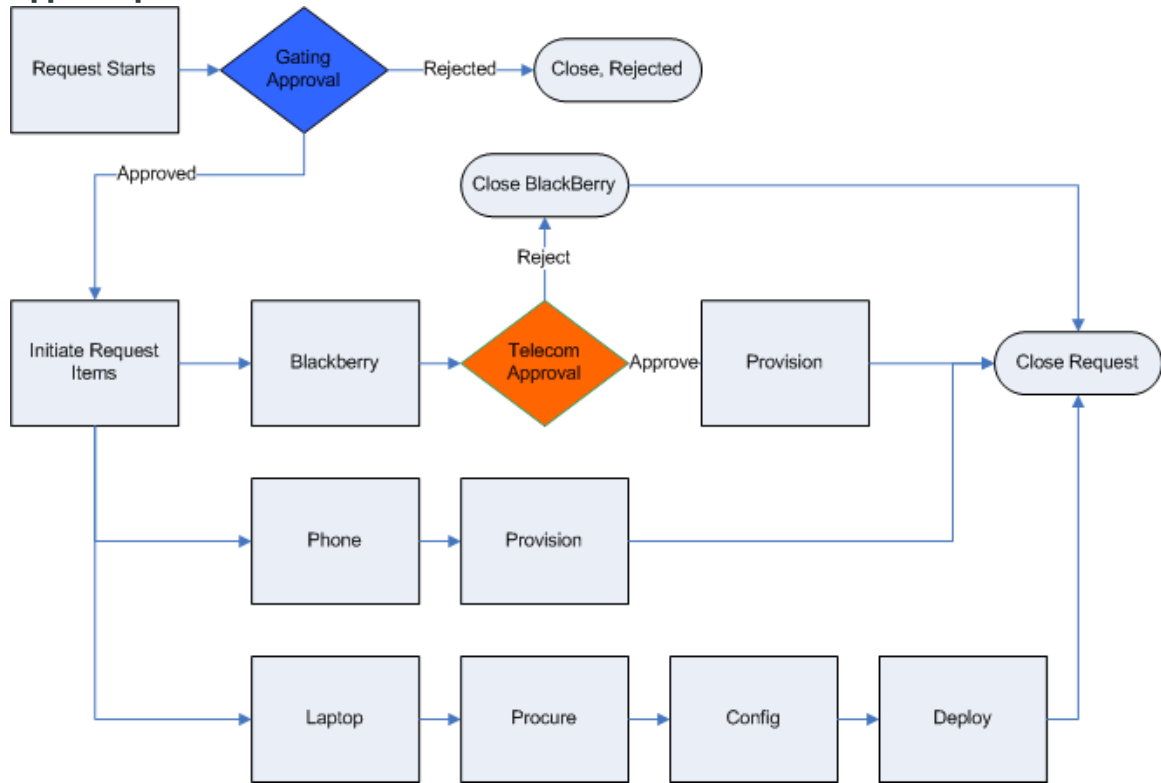 Request Starts
Gating
Approval
Rejected
Close, Rejected
Approved
Close BlackBerry
Reject
Initiate Request
Items
Blackberry
Telecom
Approval
Approve
Provision
Close Request
Phone
Provision
Laptop
Procure
Config
Deploy